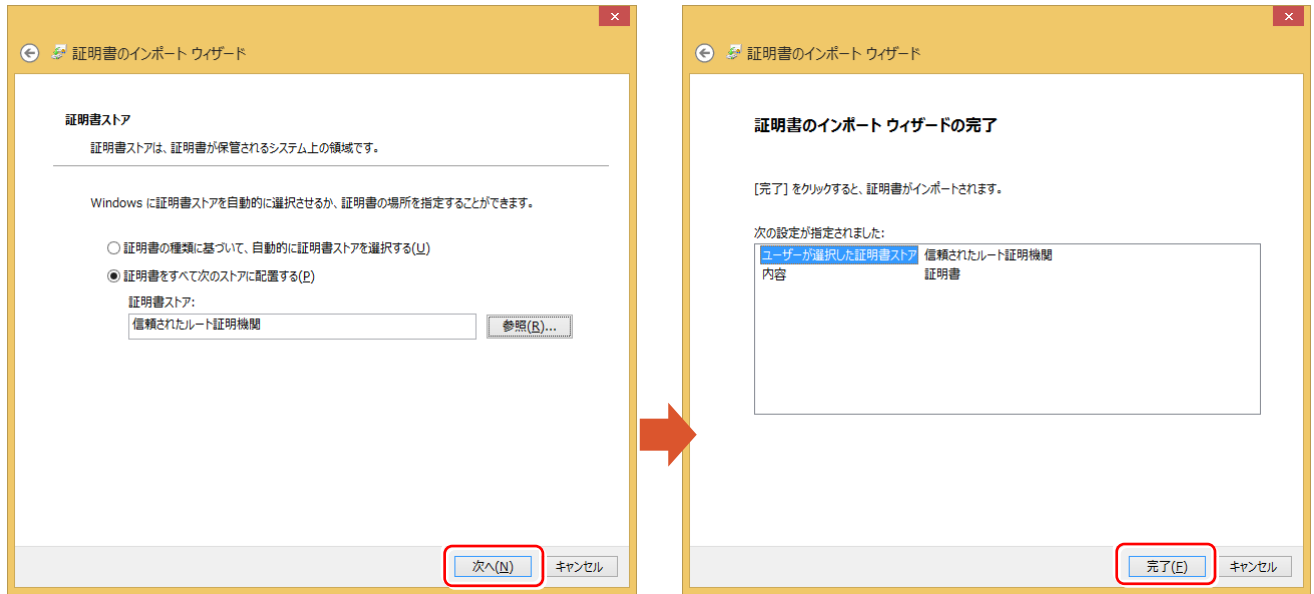 証明書のインポート ウィザード
証明書ストア
証明書ストアは、証明書が保管されるシステム上の領域です。
Windows に証明書ストアを自動的に選択させるか、証明書の場所を指定することができます。
証明書の種類に基づいて、自動的に証明書ストアを選択する(U)
証明書をすべて次のストアに配置する(P)
証明書ストア:
信頼されたルート証明機関
参照(R)...
次へ(N)
キャンセル
証明書のインポート ウィザード
証明書のインポート ウィザードの完了
[完了] をクリックすると、証明書がインポートされます。
次の設定が指定されました:
ユーザーが選択した証明書ストア 信頼されたルート証明機関
内容 証明書
完了(F)
キャンセル